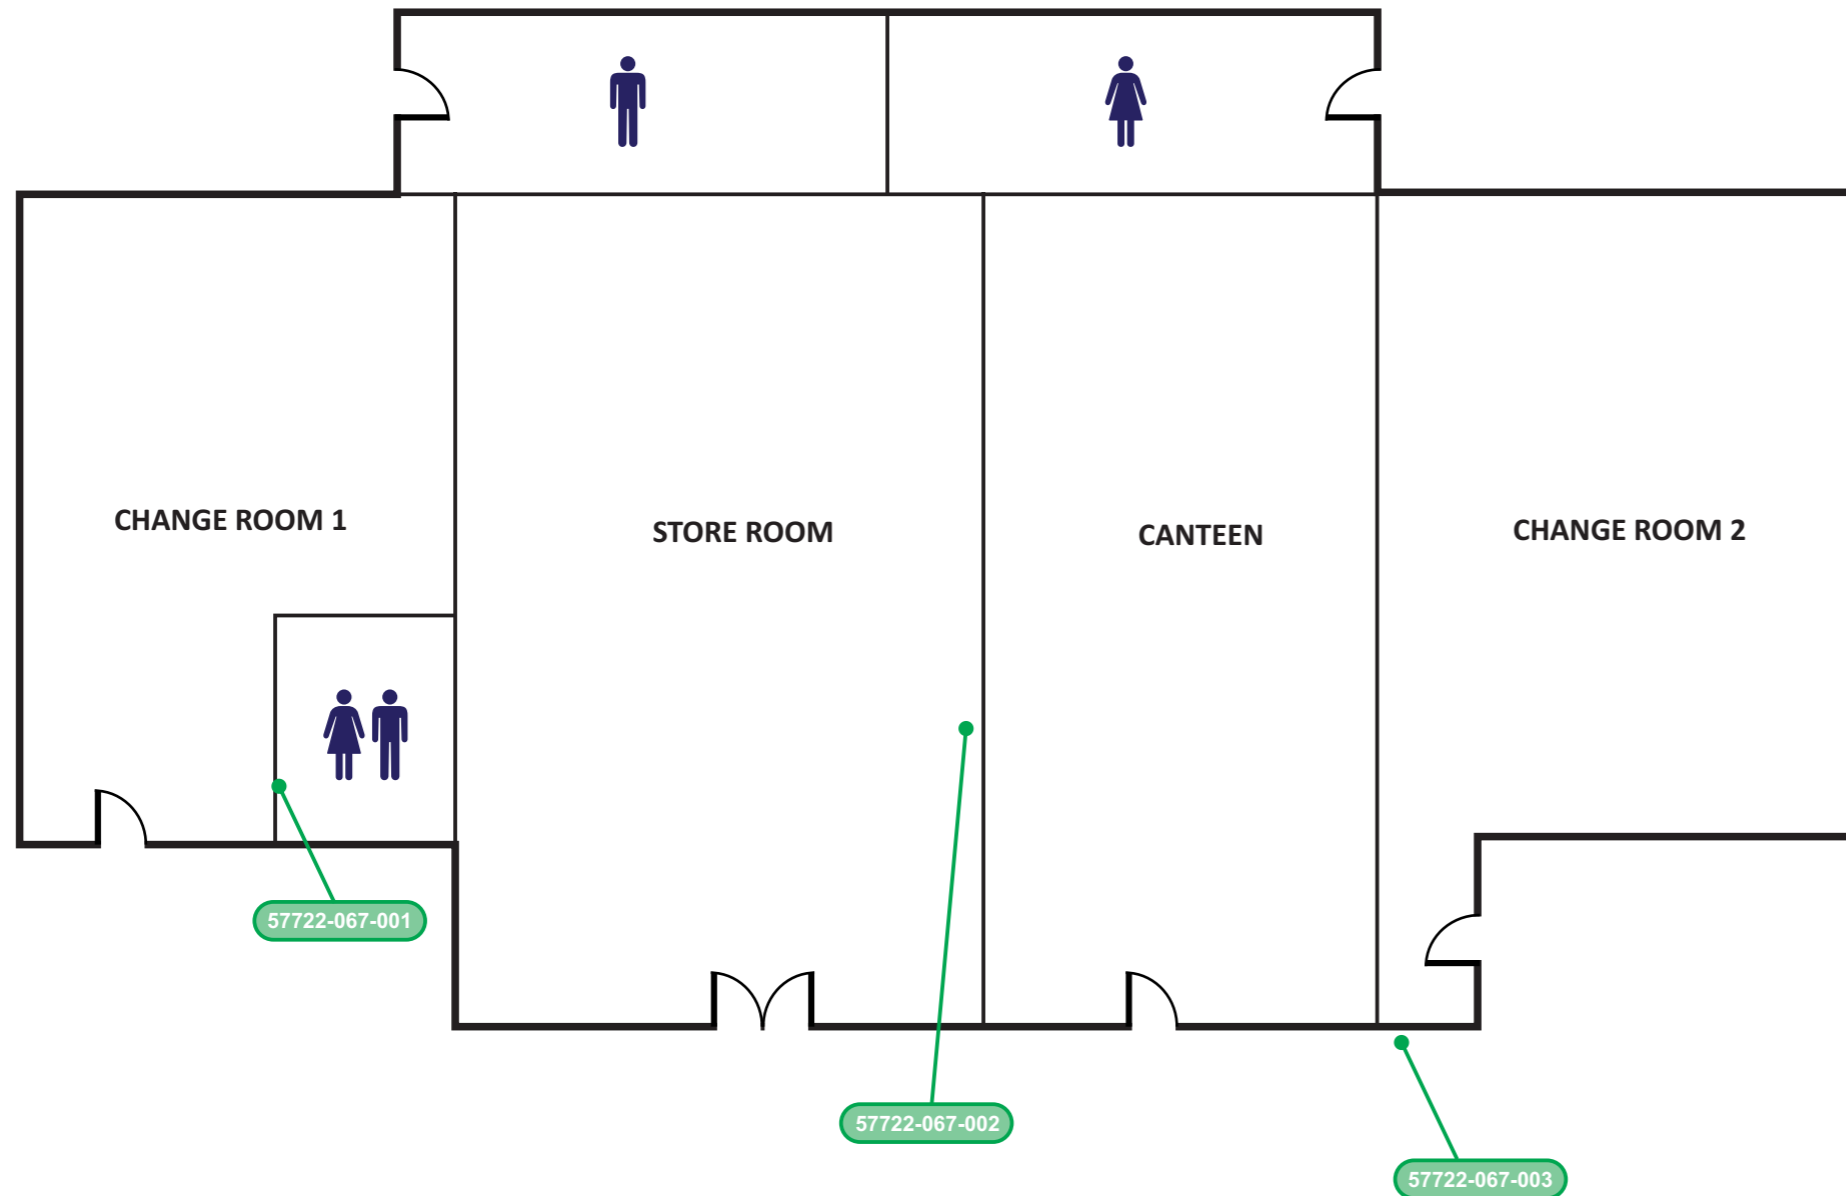 CHANGE ROOM 1
STORE ROOM
CANTEEN
CHANGE ROOM 2
57722-067-001
57722-067-002
57722-067-003